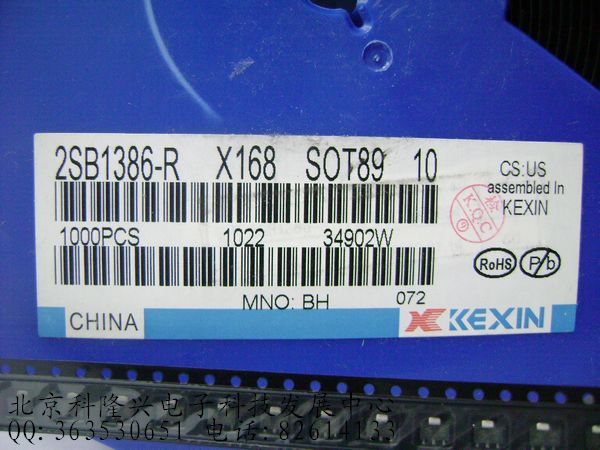 2SB1386-R X168 SOT89 10
CS:US
assembled In
KEXIN
K.Q.C
1000PCS 1022 34902W
RoHS
Pb
MNO: BH 072
CHINA
KEXIN
北京科隆兴电子科技发展中心
QQ:363530651 电话:82614133